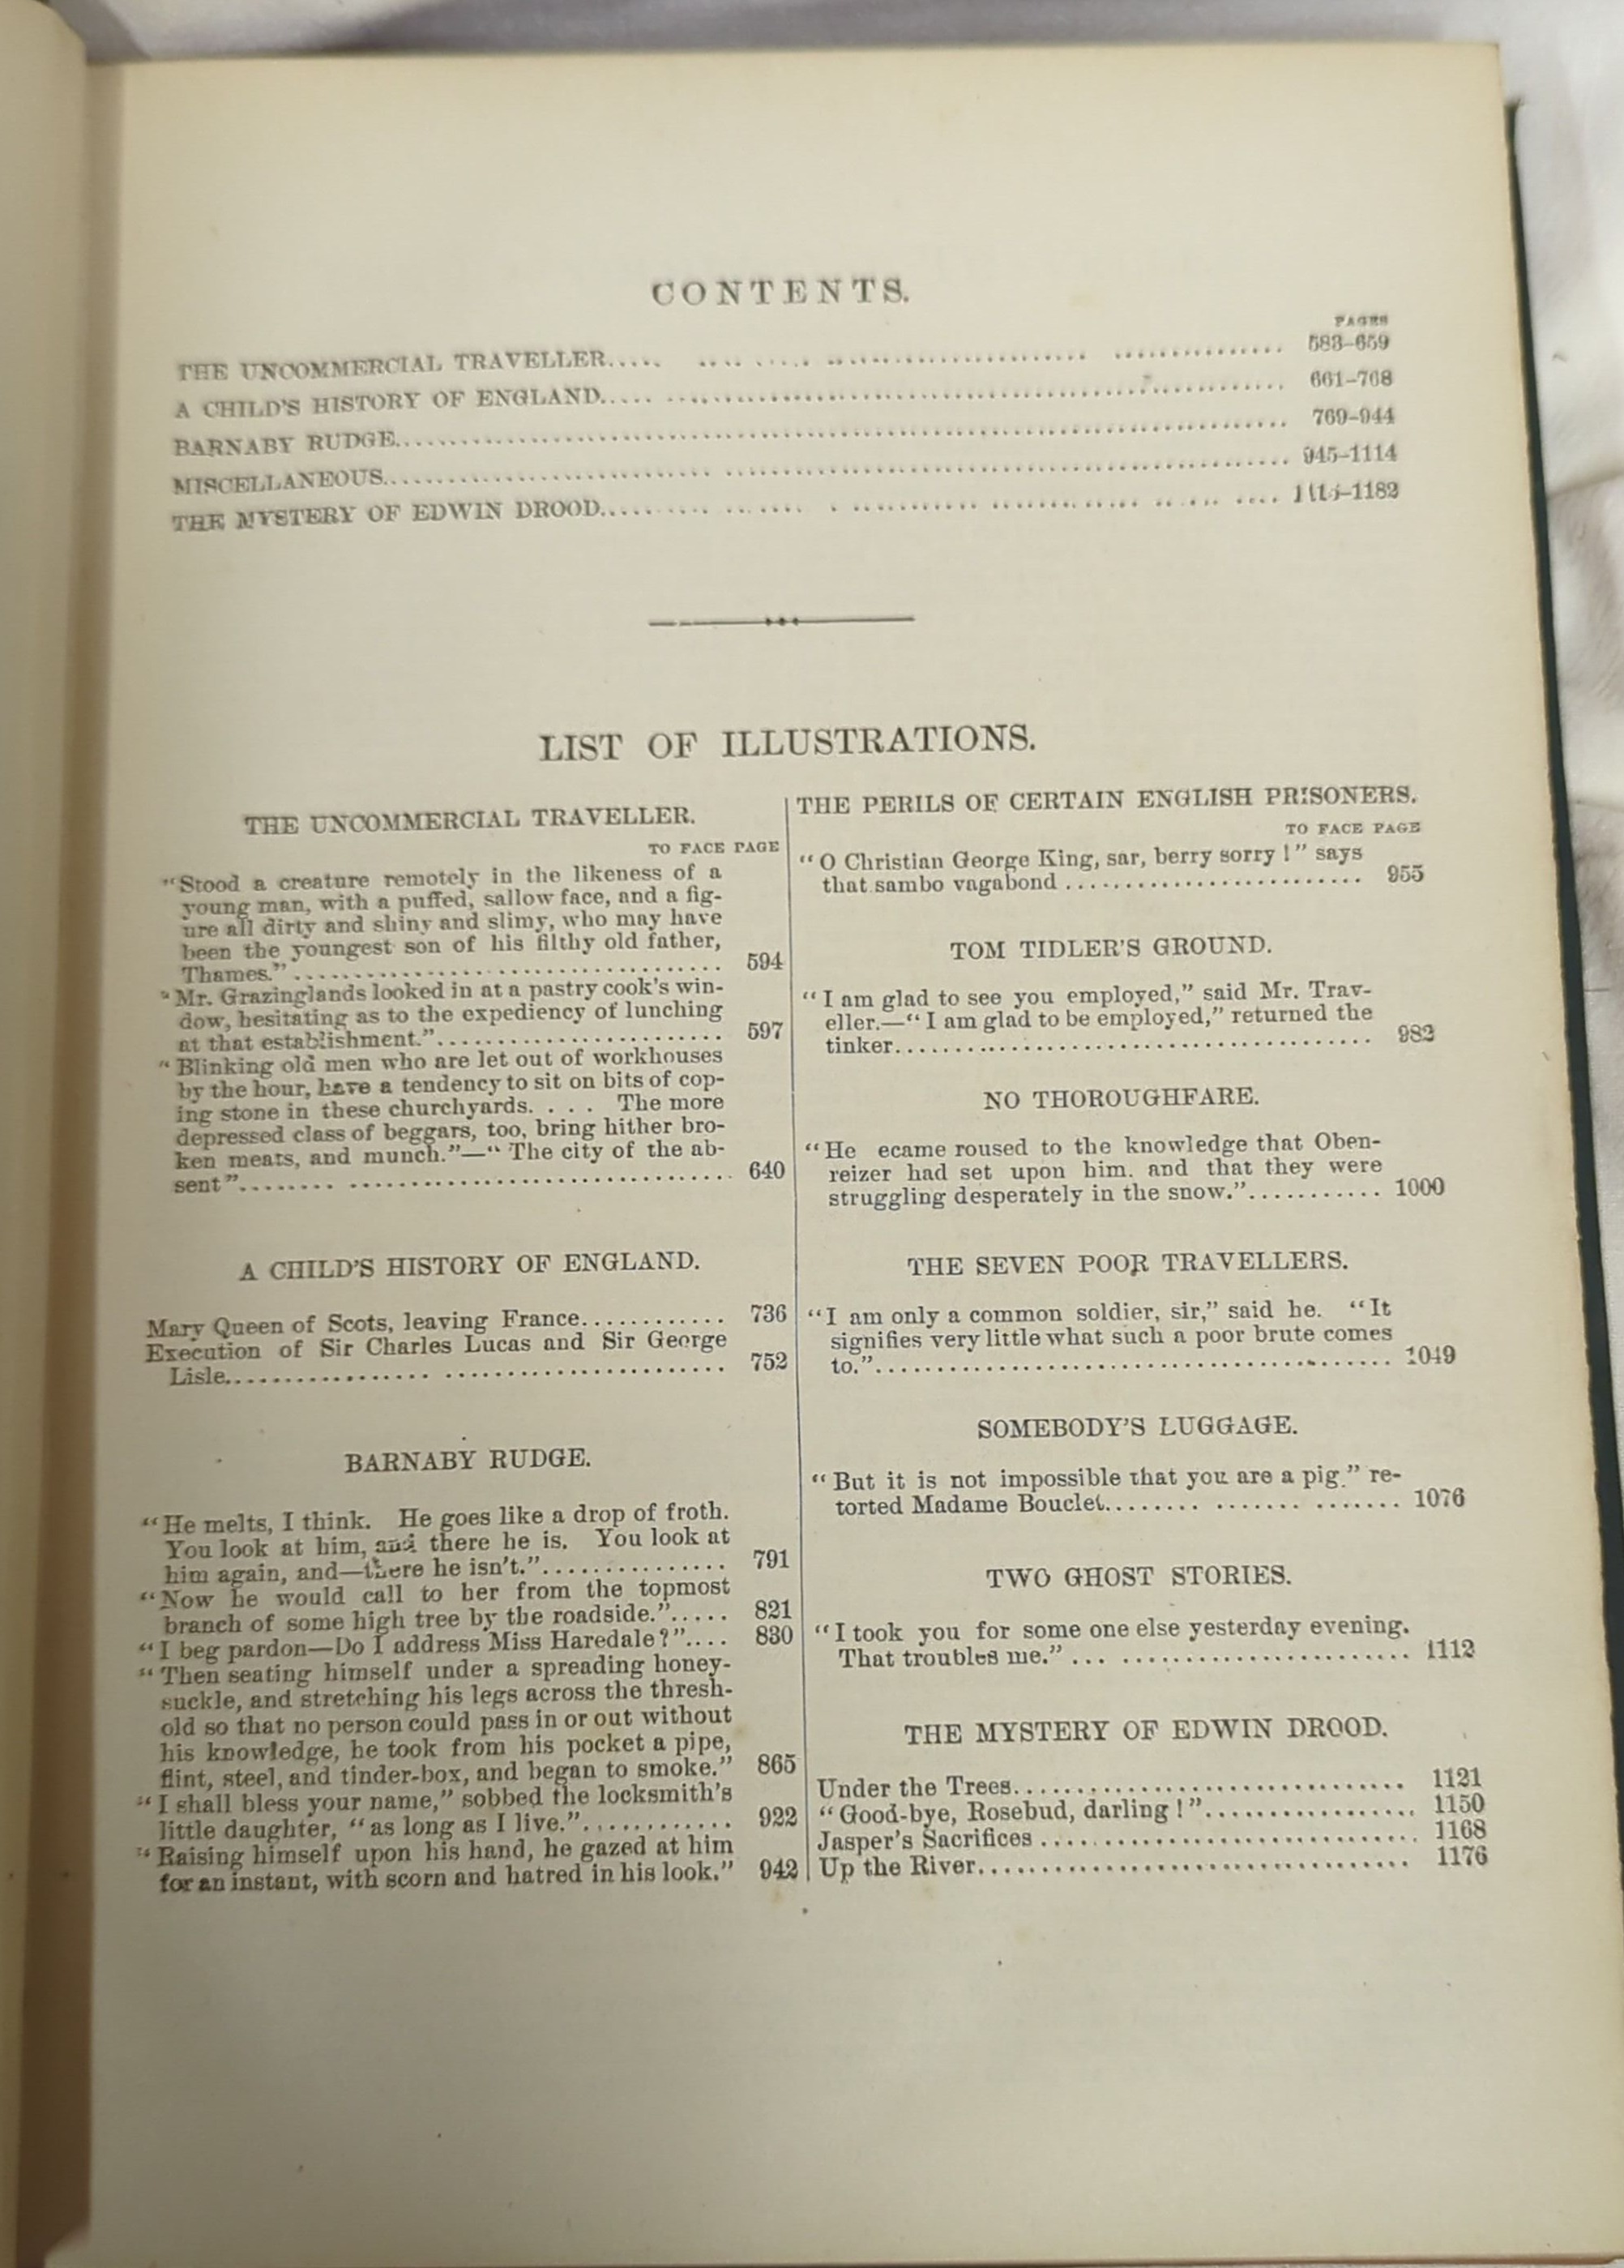 CONTENTS.
PAGES
THE UNCOMMERCIAL TRAVELLER..... .... ..... ............................ ................ 583-659
A CHILD'S HISTORY OF ENGLAND..... .................................................. 661-768
BARNABY RUDGE........................................................................ 769-944
MISCELLANEOUS............................ ............................................ 945-1114
THE MYSTERY OF EDWIN DROOD.......... ....... . ....................... .. ... .... 1115-1182
LIST OF ILLUSTRATIONS.
THE UNCOMMERCIAL TRAVELLER.
TO FACE PAGE
"Stood a creature remotely in the likeness of a
young man, with a puffed, sallow face, and a fig-
ure all dirty and shiny and slimy, who may have
been the youngest son of his filthy old father,
Thames."................................... 594
"Mr. Grazinglands looked in at a pastry cook's win-
dow, hesitating as to the expediency of lunching
at that establishment."....................... 597
"Blinking old men who are let out of workhouses
by the hour, have a tendency to sit on bits of cop-
ing stone in these churchyards. . . . The more
depressed class of beggars, too, bring hither bro-
ken meats, and munch."—"The city of the ab-
sent"........ ............................... 640
A CHILD'S HISTORY OF ENGLAND.
Mary Queen of Scots, leaving France............ 736
Execution of Sir Charles Lucas and Sir George
Lisle................. ....................... 752
BARNABY RUDGE.
"He melts, I think. He goes like a drop of froth.
You look at him, and there he is. You look at
him again, and—there he isn't."............... 791
"Now he would call to her from the topmost
branch of some high tree by the roadside."..... 821
"I beg pardon—Do I address Miss Haredale?".... 830
"Then seating himself under a spreading honey-
suckle, and stretching his legs across the thresh-
old so that no person could pass in or out without
his knowledge, he took from his pocket a pipe,
flint, steel, and tinder-box, and began to smoke." 865
"I shall bless your name," sobbed the locksmith's
little daughter, "as long as I live."............ 922
"Raising himself upon his hand, he gazed at him
for an instant, with scorn and hatred in his look." 942
THE PERILS OF CERTAIN ENGLISH PRISONERS.
TO FACE PAGE
"O Christian George King, sar, berry sorry!" says
that sambo vagabond ........................ 955
TOM TIDLER'S GROUND.
"I am glad to see you employed," said Mr. Trav-
eller.—"I am glad to be employed," returned the
tinker....................................... 982
NO THOROUGHFARE.
"He ecame roused to the knowledge that Oben-
reizer had set upon him. and that they were
struggling desperately in the snow."........... 1000
THE SEVEN POOR TRAVELLERS.
"I am only a common soldier, sir," said he. "It
signifies very little what such a poor brute comes
to."......................................... 1049
SOMEBODY'S LUGGAGE.
"But it is not impossible that you are a pig." re-
torted Madame Bouclet........ ....... ....... 1076
TWO GHOST STORIES.
"I took you for some one else yesterday evening.
That troubles me." ... ....................... 1112
THE MYSTERY OF EDWIN DROOD.
Under the Trees................................ 1121
"Good-bye, Rosebud, darling!"................. 1150
Jasper's Sacrifices .............................. 1168
Up the River................................... 1176